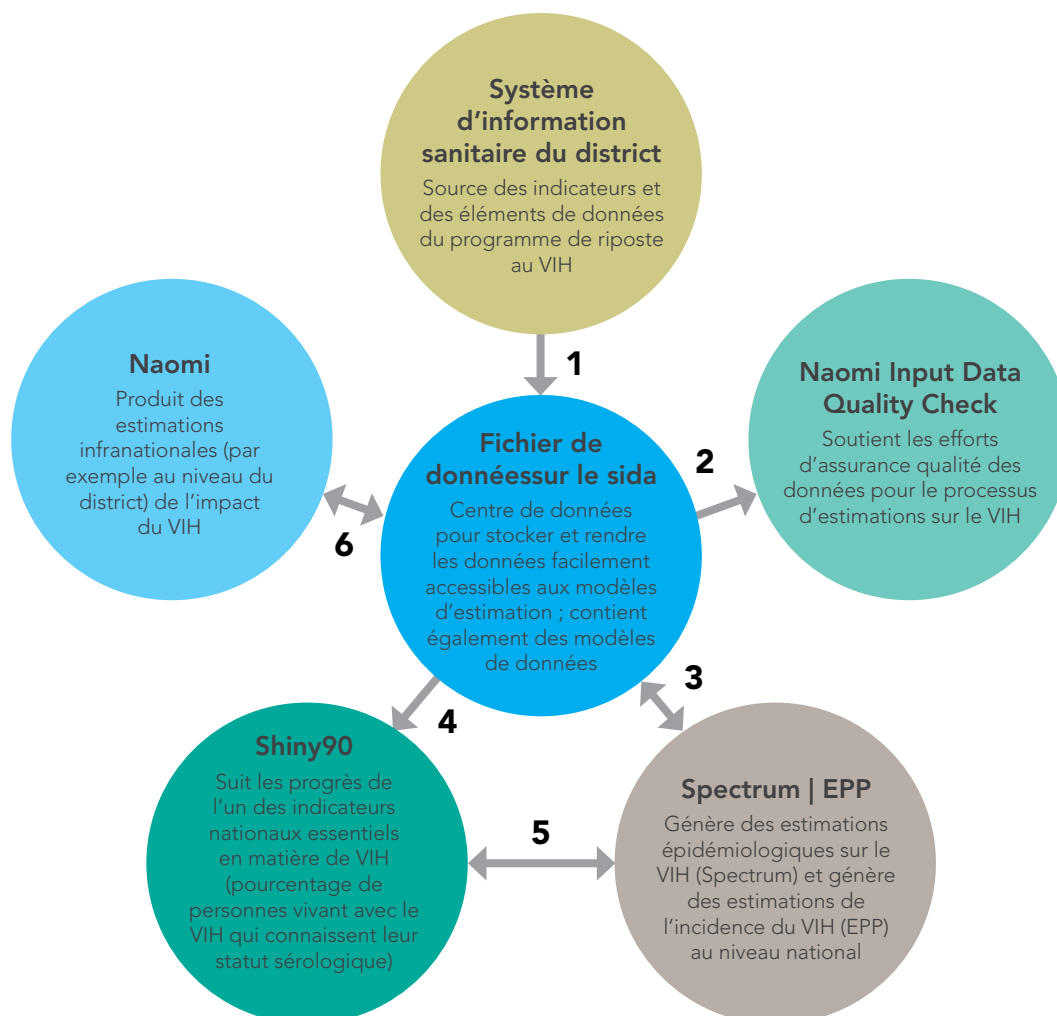 Système
d’information
sanitaire du district
Source des indicateurs et
des éléments de données
du programme de riposte
au VIH
1
Naomi
Produit des
estimations
infranationales (par
exemple au niveau du
district) de l’impact
du VIH
6
Fichier de
donnéessur le sida
Centre de données
pour stocker et rendre
les données facilement
accessibles aux modèles
d’estimation ; contient
également des modèles
de données
2
Naomi Input Data
Quality Check
Soutient les efforts
d’assurance qualité des
données pour le processus
d’estimations sur le VIH
3
4
Shiny90
Suit les progrès de
l’un des indicateurs
nationaux essentiels
en matière de VIH
(pourcentage de
personnes vivant avec le
VIH qui connaissent leur
statut sérologique)
5
Spectrum | EPP
Génère des estimations
épidémiologiques sur le
VIH (Spectrum) et génère
des estimations de
l’incidence du VIH (EPP)
au niveau national